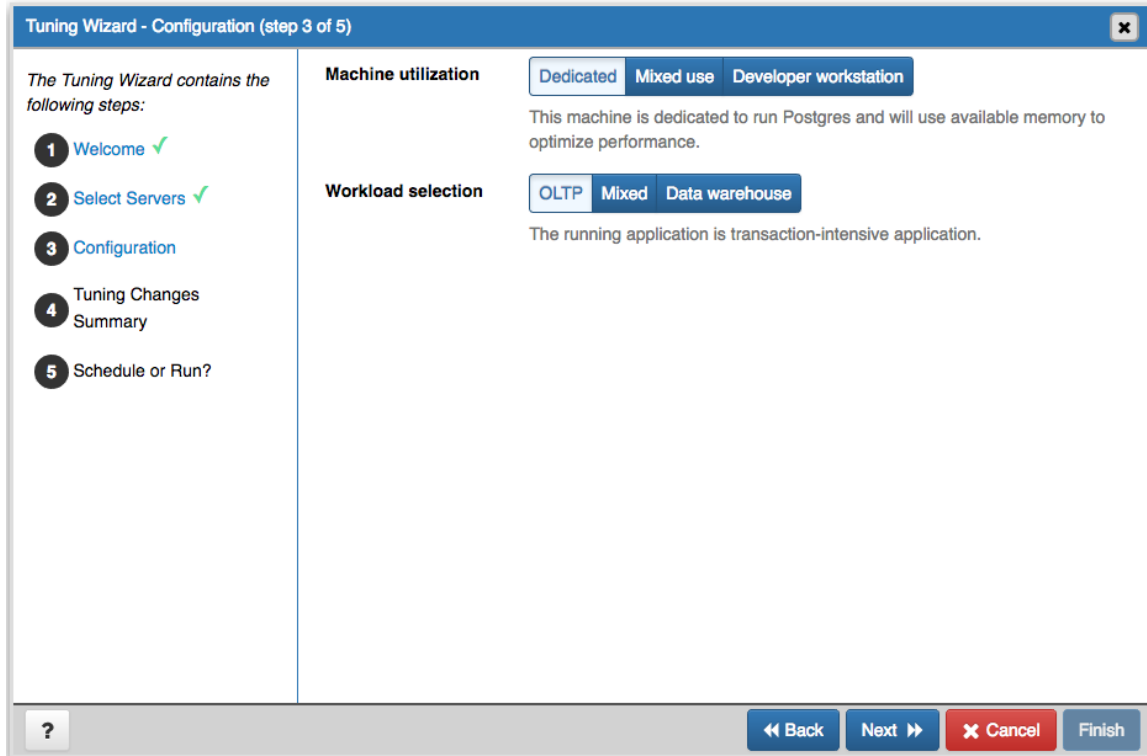 Tuning Wizard - Configuration (step 3 of 5)
The Tuning Wizard contains the
following steps:
1 Welcome
2 Select Servers
3 Configuration
4 Tuning Changes
Summary
5 Schedule or Run?
Machine utilization
Dedicated Mixed use Developer workstation
This machine is dedicated to run Postgres and will use available memory to
optimize performance.
Workload selection
OLTP Mixed Data warehouse
The running application is transaction-intensive application.
? Back Next Cancel Finish